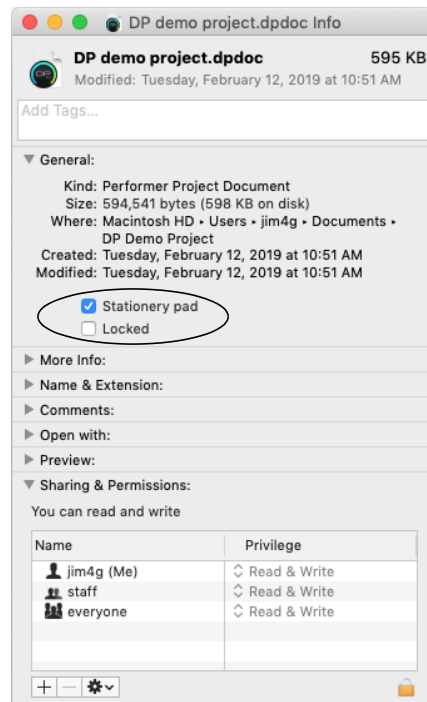 DP demo project.dpdoc Info
DP demo project.dpdoc 595 KB
Modified: Tuesday, February 12, 2019 at 10:51 AM
Add Tags...
General:
Kind: Performer Project Document
Size: 594,541 bytes (598 KB on disk)
Where: Macintosh HD ▸ Users ▸ jim4g ▸ Documents ▸
DP Demo Project
Created: Tuesday, February 12, 2019 at 10:51 AM
Modified: Tuesday, February 12, 2019 at 10:51 AM
Stationery pad
Locked
More Info:
Name & Extension:
Comments:
Open with:
Preview:
Sharing & Permissions:
You can read and write
Name Privilege
jim4g (Me) Read & Write
staff Read & Write
everyone Read & Write